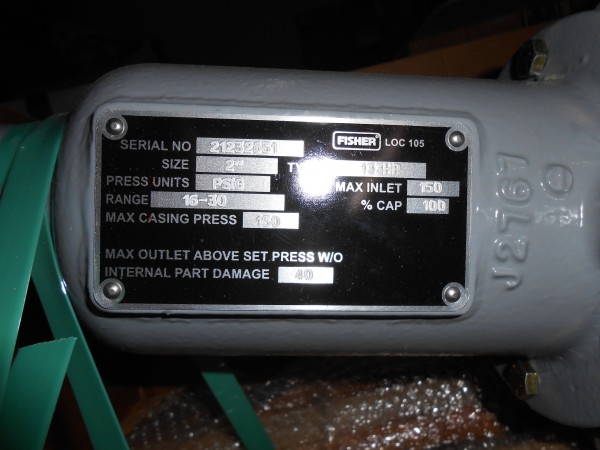 SERIAL NO 21232651 FISHER LOC 105
SIZE 2"
PRESS UNITS PSIG MAX INLET 150
RANGE 16-30 % CAP 100
MAX CASING PRESS 150
MAX OUTLET ABOVE SET PRESS W/O
INTERNAL PART DAMAGE 40
J2767